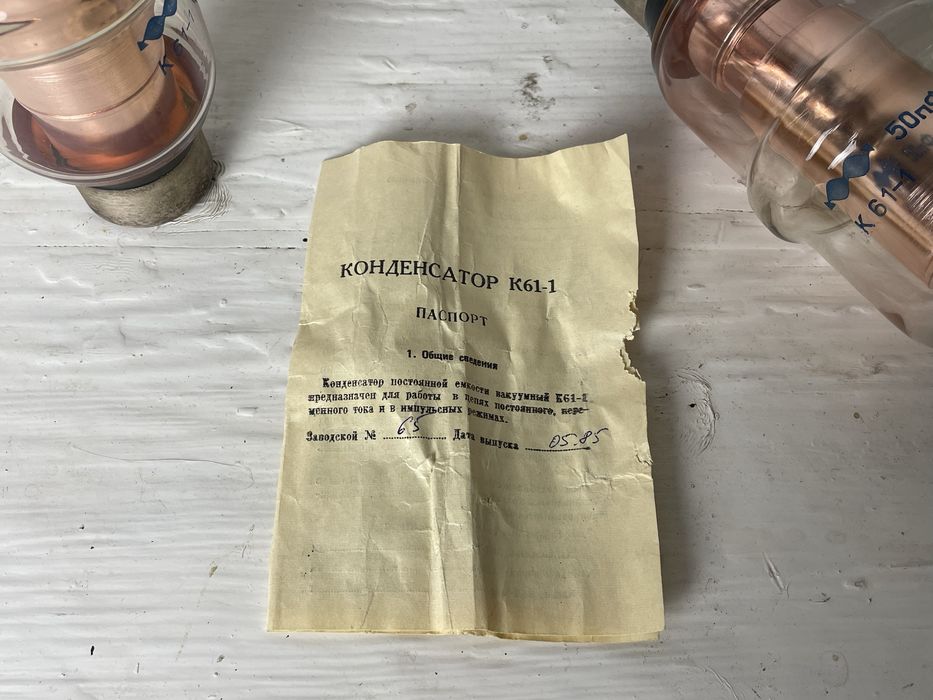 К 61-1
50пф
К 61-1
КОНДЕНСАТОР К61-1
ПАСПОРТ
1. Общие сведения
Конденсатор постоянной емкости вакуумный К61-1
предназначен для работы в цепях постоянного, пере-
менного тока и в импульсных режимах.
Заводской № 65 Дата выпуска 05.85